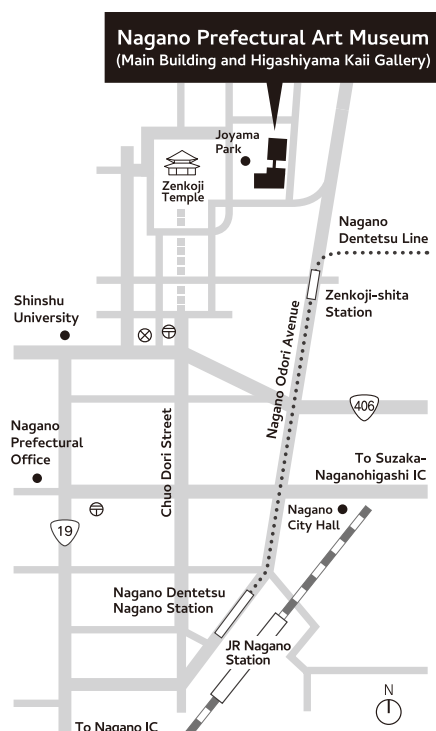 Nagano Prefectural Art Museum
(Main Building and Higashiyama Kaii Gallery)
Joyama
Park
Zenkoji
Temple
Nagano
Dentetsu Line
Zenkoji-shita
Station
Shinshu
University
Nagano Odori Avenue
406
Chuo Dori Street
Nagano
Prefectural
Office
To Suzaka-
Naganohigashi IC
Nagano
City Hall
19
Nagano Dentetsu
Nagano Station
JR Nagano
Station
N
To Nagano IC